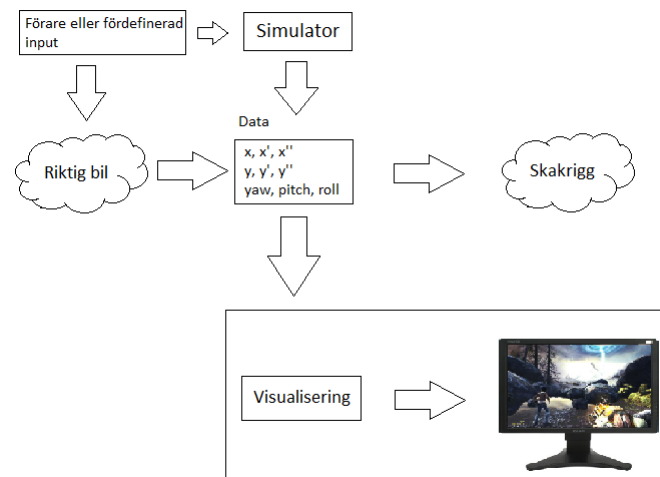 Förare eller fördefinerad
input
Simulator
Data
Riktig bil
x, x', x''
y, y', y''
yaw, pitch, roll
Skakrigg
Visualisering